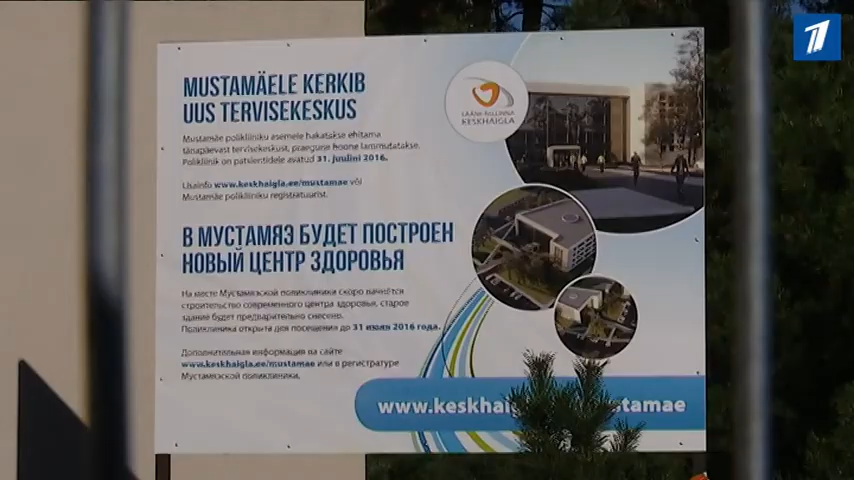 MUSTAMÄELE KERKIB
UUS TERVISEKESKUS
Mustamäe polikliiniku asemele hakatakse ehitama
tänapäevast tervisekeskust, praegune hoone lammutatakse.
Polikliinik on patsientidele avatud 31. juulini 2016.
Lisainfo www.keskhaigla.ee/mustamae või
Mustamäe polikliiniku registratuurist.
LÄÄNE-TALLINNA
KESKHAIGLA
В МУСТАМЯЭ БУДЕТ ПОСТРОЕН
НОВЫЙ ЦЕНТР ЗДОРОВЬЯ
На месте Мустамяэской поликлиники скоро начнётся
строительство современного центра здоровья, старое
здание будет предварительно снесено.
Поликлиника открыта для посещения до 31 июля 2016 года.
Дополнительная информация на сайте
www.keskhaigla.ee/mustamae или в регистратуре
Мустамяэской поликлиники.
www.keskhaig tamae
1